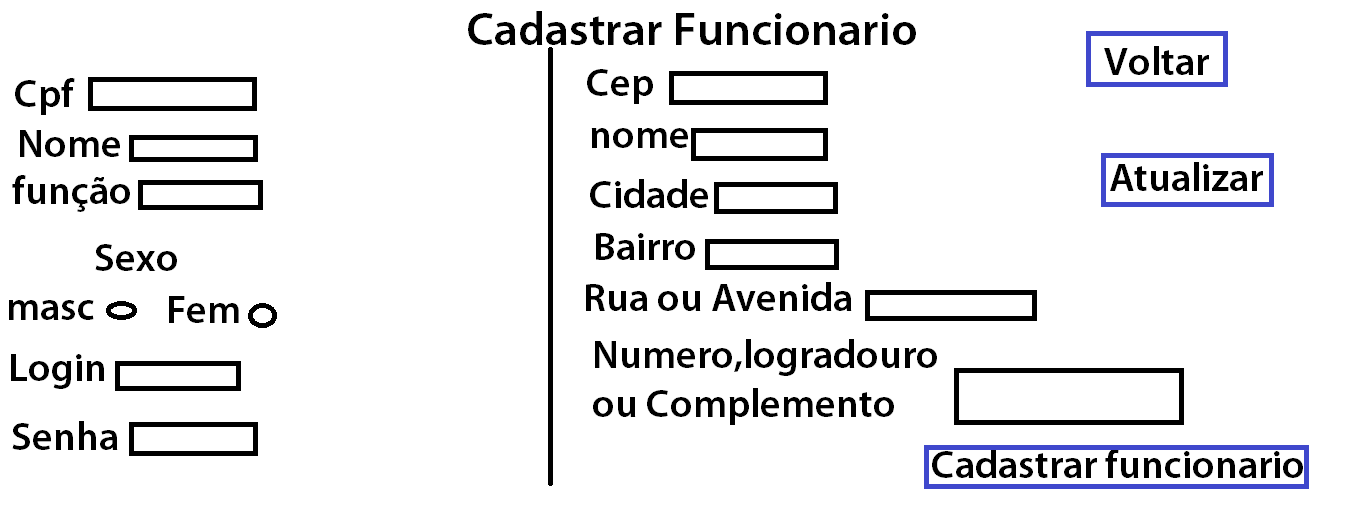 Cadastrar Funcionario
Voltar
Atualizar
Cpf
Nome
função
Sexo
masc Fem
Login
Senha
Cep
nome
Cidade
Bairro
Rua ou Avenida
Numero,logradouro
ou Complemento
Cadastrar funcionario